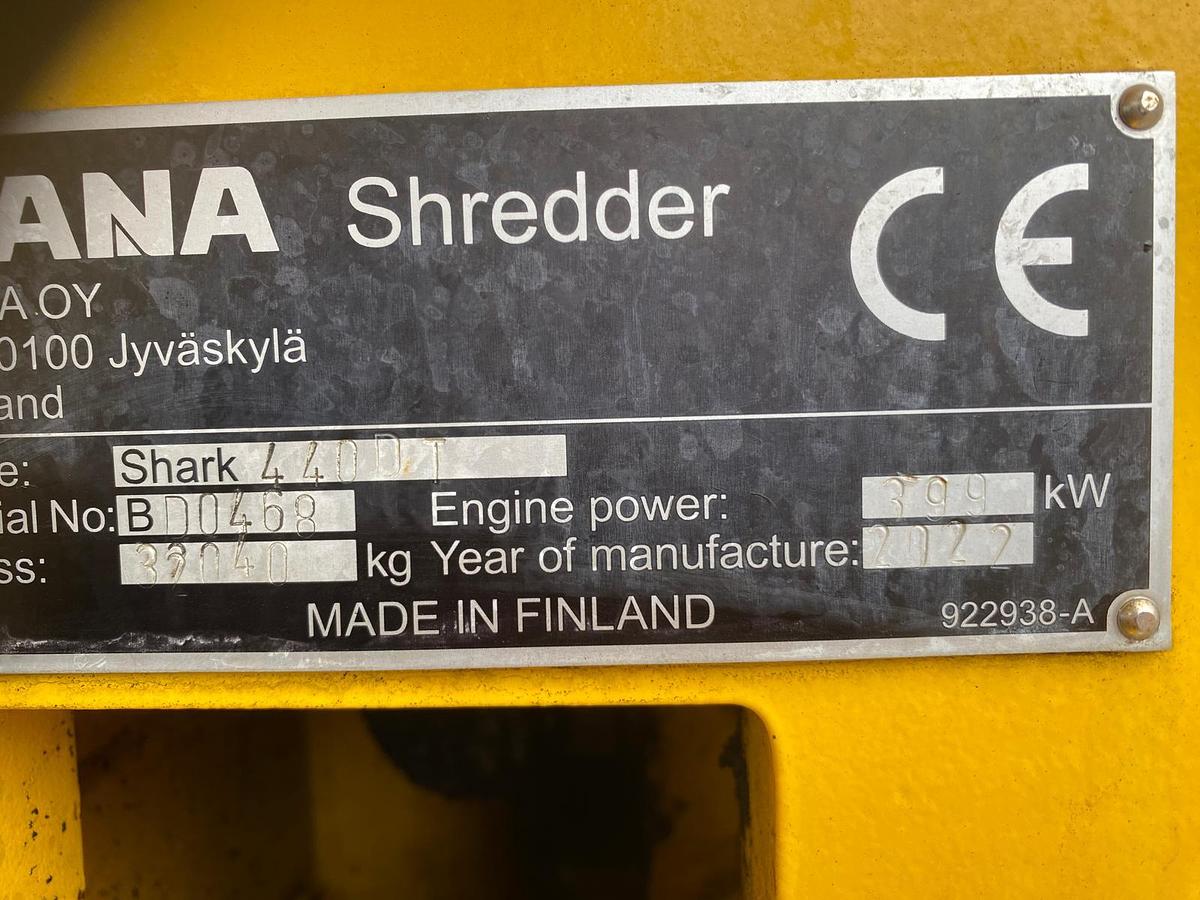 ANA Shredder CE
A OY
0100 Jyväskylä
and
e: Shark 440DT
ial No: BD0468 Engine power: 399 kW
ss: kg Year of manufacture: 2022
MADE IN FINLAND 922938-A